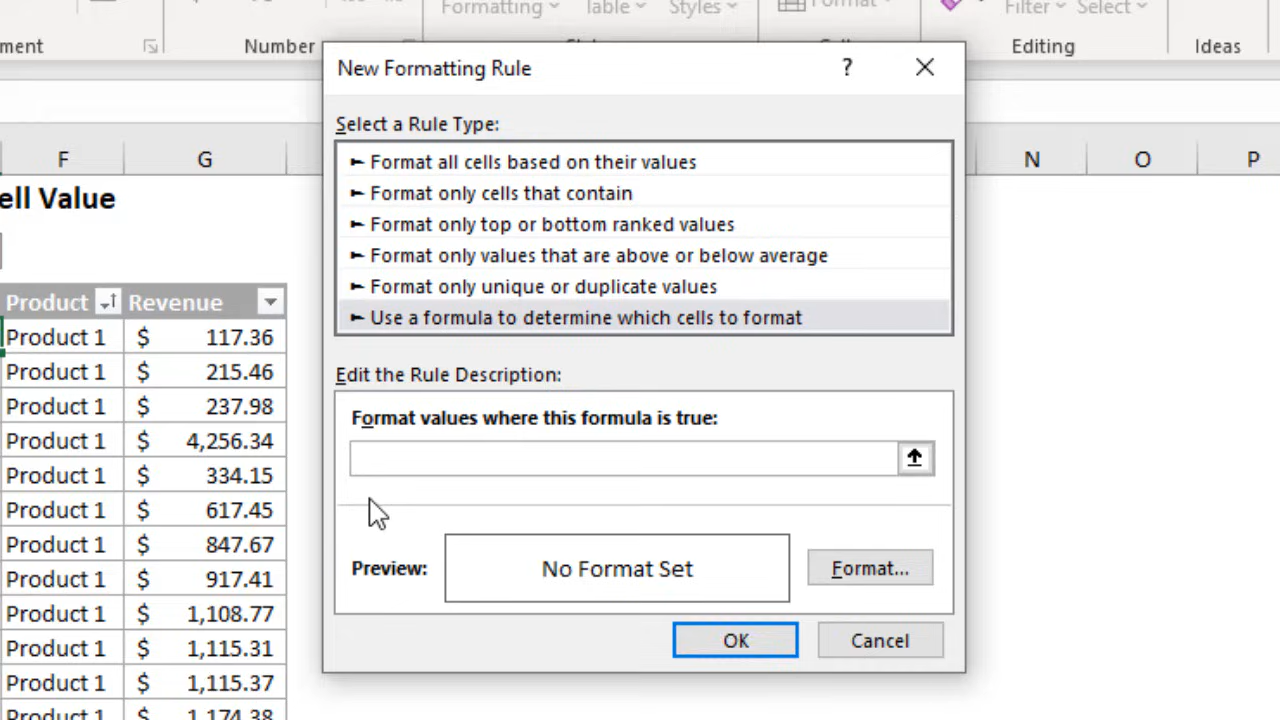 Formatting Table Styles Format Filter Select
ment Number Editing Ideas
New Formatting Rule ? ×
Select a Rule Type:
► Format all cells based on their values
► Format only cells that contain
► Format only top or bottom ranked values
► Format only values that are above or below average
► Format only unique or duplicate values
► Use a formula to determine which cells to format
Edit the Rule Description:
Format values where this formula is true:
Preview: No Format Set Format...
OK Cancel
F G N O P
ell Value
Product Revenue
Product 1 $ 117.36
Product 1 $ 215.46
Product 1 $ 237.98
Product 1 $ 4,256.34
Product 1 $ 334.15
Product 1 $ 617.45
Product 1 $ 847.67
Product 1 $ 917.41
Product 1 $ 1,108.77
Product 1 $ 1,115.31
Product 1 $ 1,115.37
Product 1 $ 1,174.38